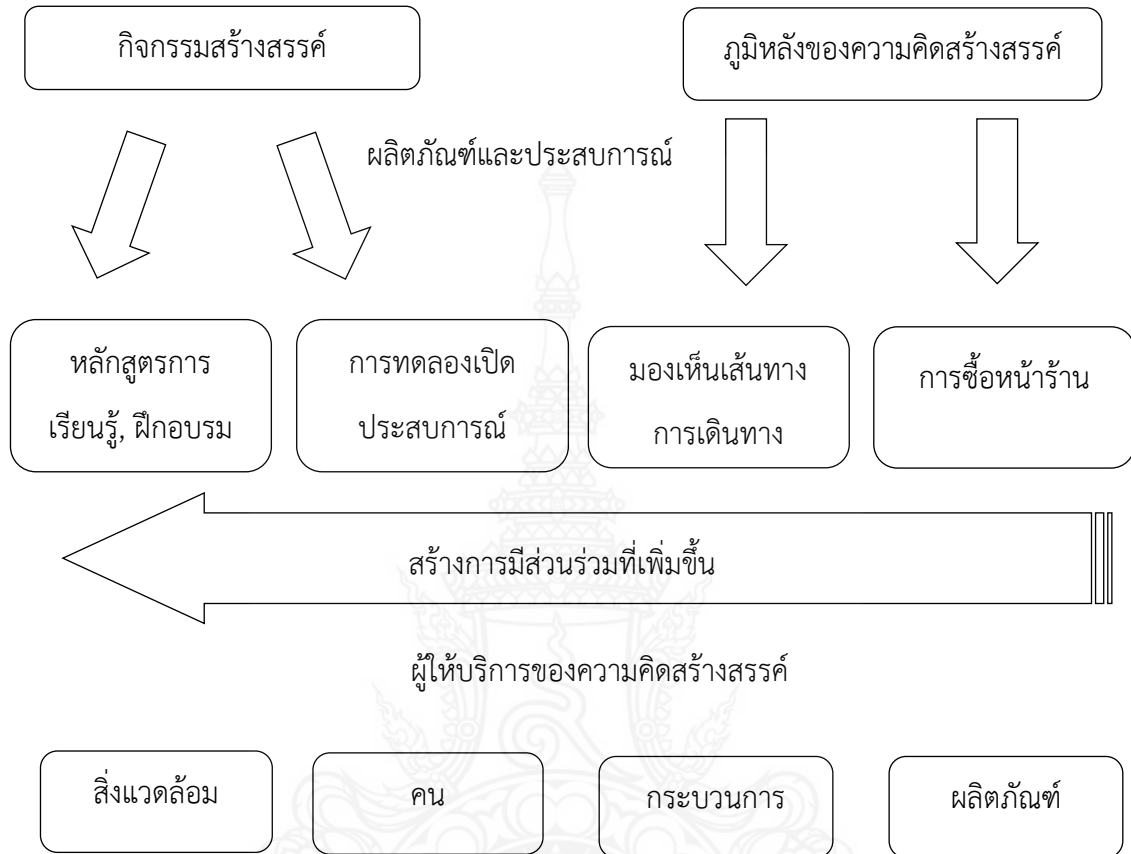 กิจกรรมสร้างสรรค์
ภูมิหลังของความคิดสร้างสรรค์
ผลิตภัณฑ์และประสบการณ์
หลักสูตรการ
เรียนรู้, ฝึกอบรม
การทดลองเปิด
ประสบการณ์
มองเห็นเส้นทาง
การเดินทาง
การซื้อหน้าร้าน
สร้างการมีส่วนร่วมที่เพิ่มขึ้น
ผู้ให้บริการของความคิดสร้างสรรค์
สิ่งแวดล้อม
คน
กระบวนการ
ผลิตภัณฑ์